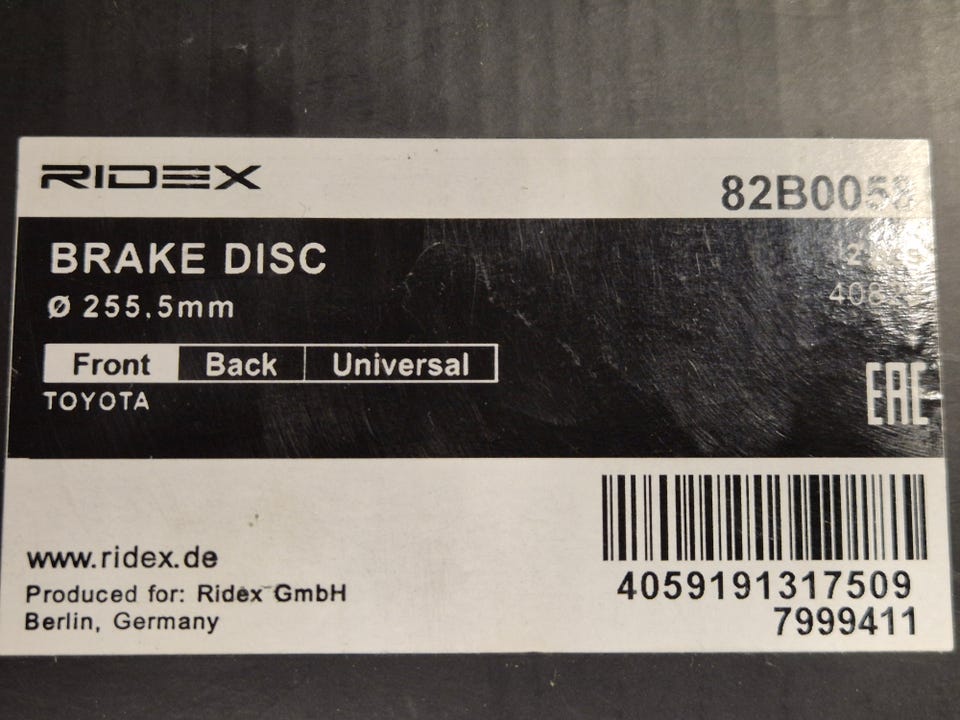 RIDEX
82B0058
BRAKE DISC
Ø 255,5mm
Front Back Universal
TOYOTA
EAC
www.ridex.de
Produced for: Ridex GmbH
Berlin, Germany
4059191317509
7999411